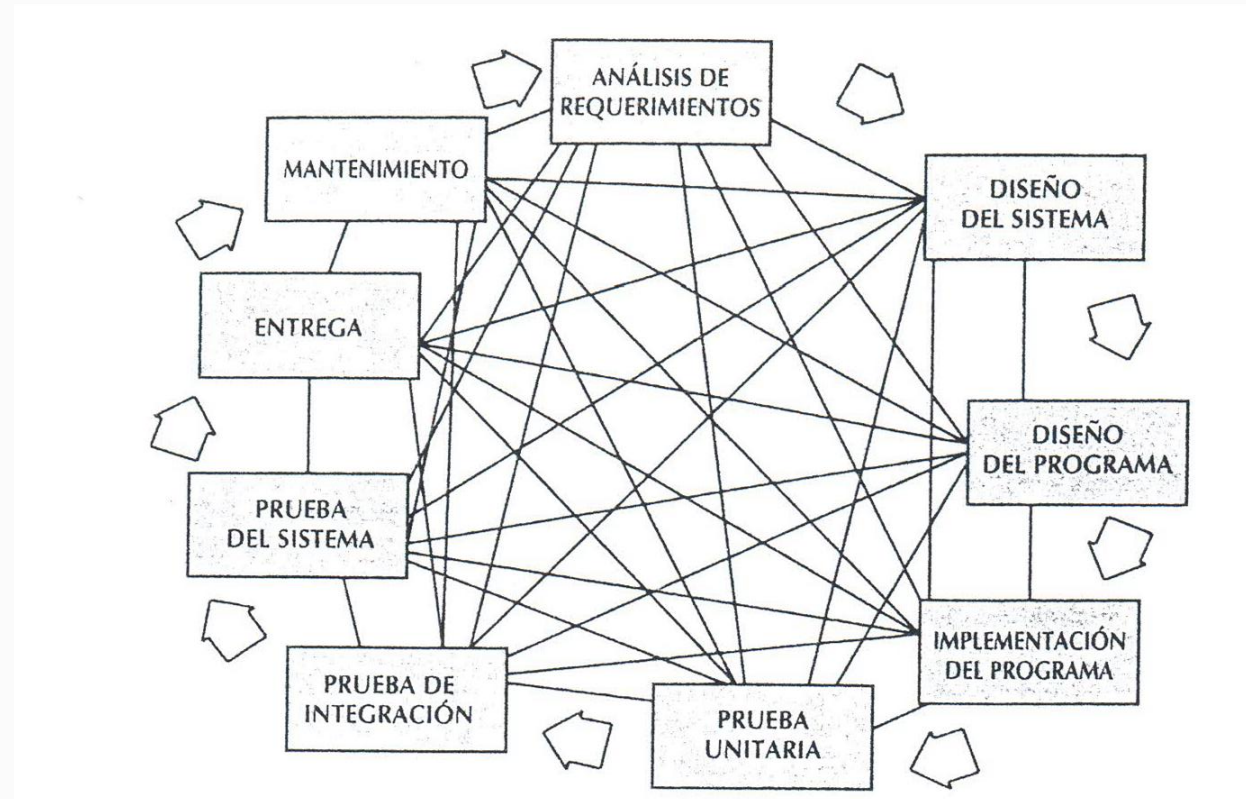 ANÁLISIS DE
REQUERIMIENTOS
MANTENIMIENTO
DISEÑO
DEL SISTEMA
ENTREGA
DISEÑO
DEL PROGRAMA
PRUEBA
DEL SISTEMA
IMPLEMENTACIÓN
DEL PROGRAMA
PRUEBA DE
INTEGRACIÓN
PRUEBA
UNITARIA